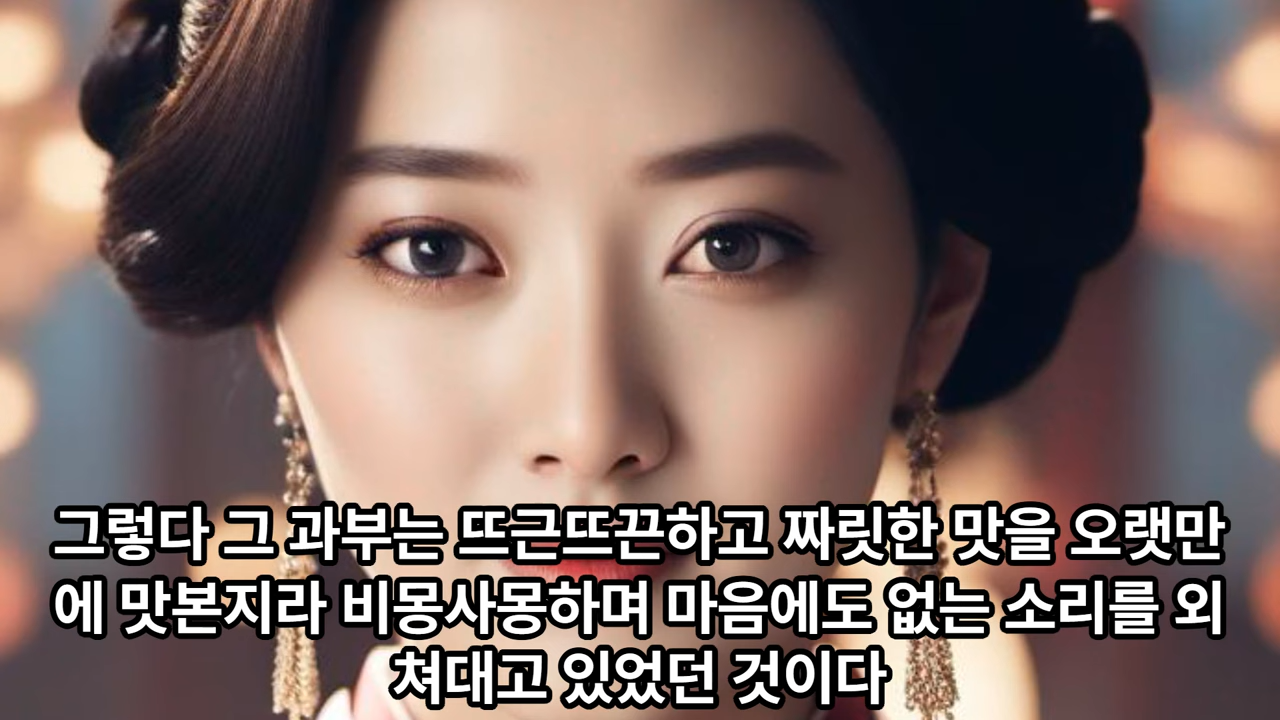 그렇다 그 과부는 뜨근뜨끈하고 짜릿한 맛을 오랫만
에 맛본지라 비몽사몽하며 마음에도 없는 소리를 외
쳐대고 있었던 것이다